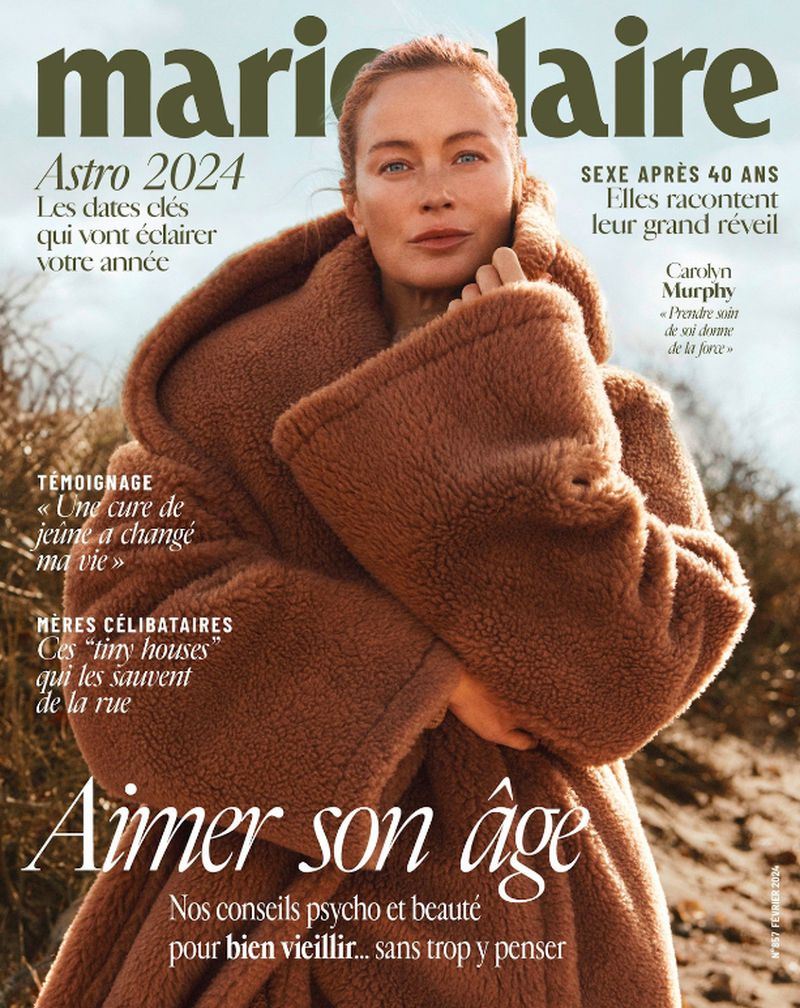 marie claire
Astro 2024
Les dates clés
qui vont éclairer
votre année
SEXE APRÈS 40 ANS
Elles racontent
leur grand réveil
Carolyn
Murphy
« Prendre soin
de soi donne
de la force »
TÉMOIGNAGE
« Une cure de
jeûne a changé
ma vie »
MÈRES CÉLIBATAIRES
Ces “tiny houses”
qui les sauvent
de la rue
Aimer son âge
Nos conseils psycho et beauté
pour bien vieillir... sans trop y penser
N°857 FÉVRIER 2024